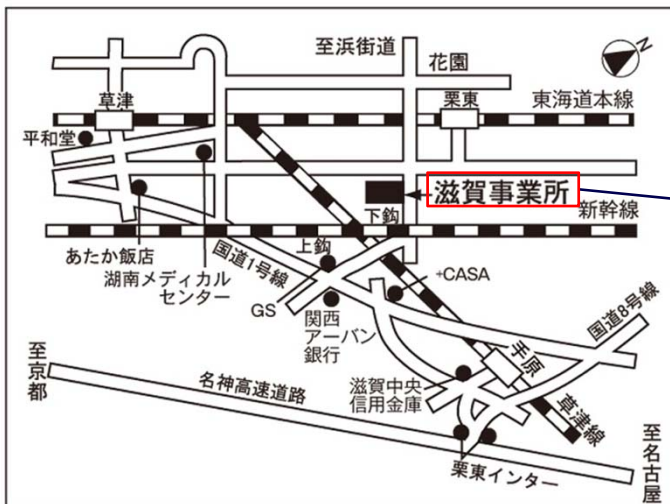 至浜街道
花園
N
草津
栗東
東海道本線
平和堂
滋賀事業所
下鈎
新幹線
あたか飯店
湖南メディカル
センター
国道1号線
上鈎
GS
+CASA
関西
アーバン
銀行
国道8号線
至京都
名神高速道路
滋賀中央
信用金庫
手原
草津線
栗東インター
至名古屋